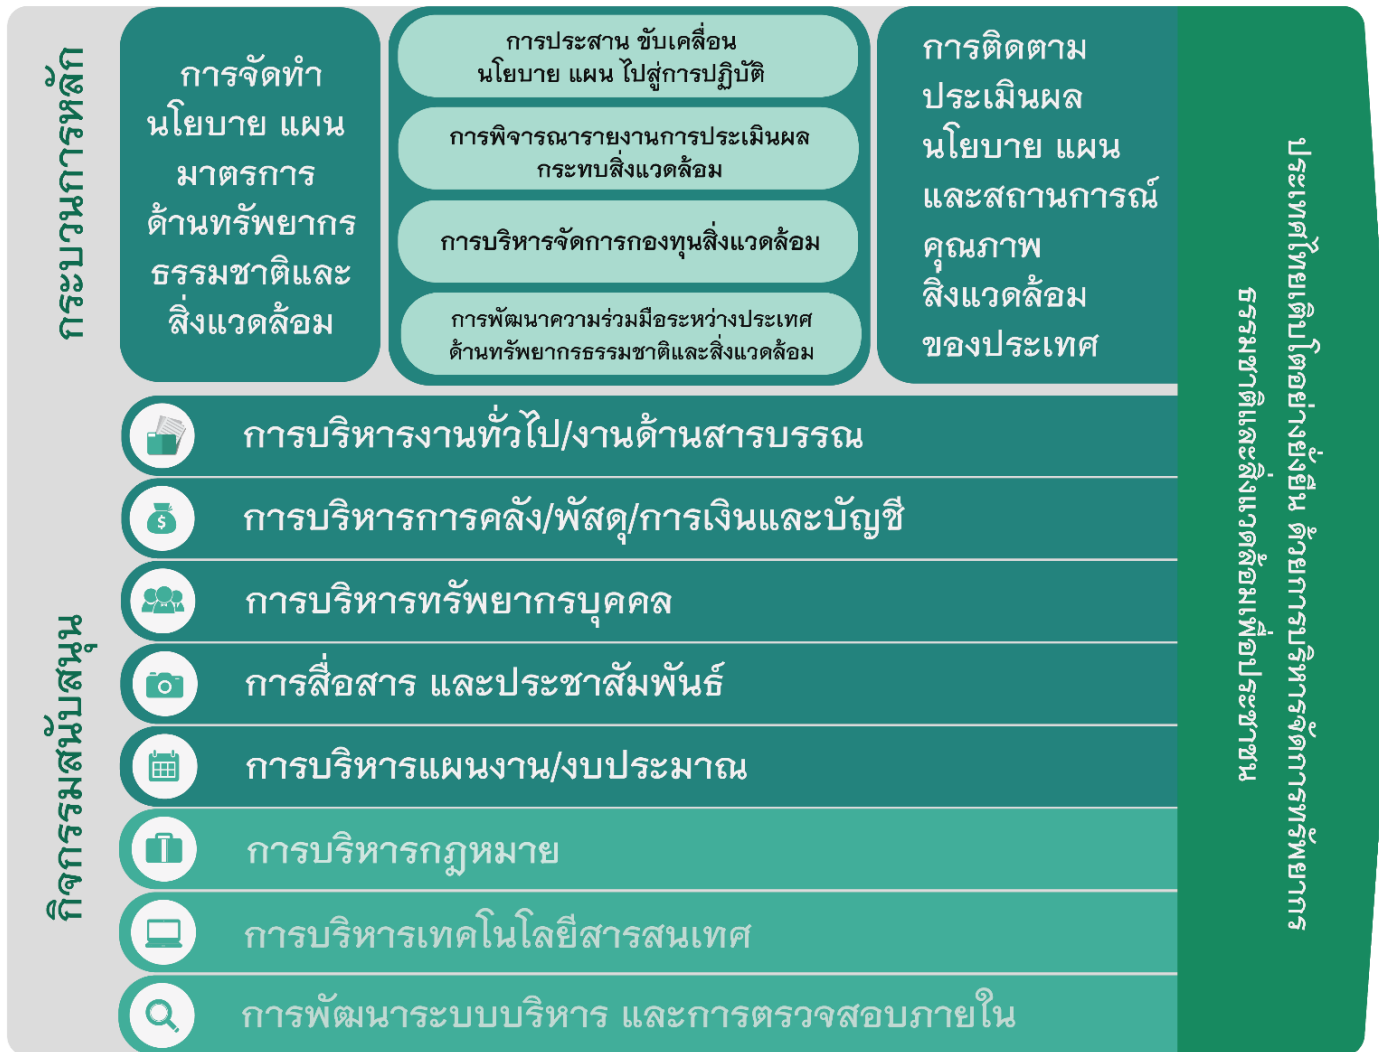 กระบวนการหลัก
การจัดทำ
นโยบาย แผน
มาตรการ
ด้านทรัพยากร
ธรรมชาติและ
สิ่งแวดล้อม
การประสาน ขับเคลื่อน
นโยบาย แผน ไปสู่การปฏิบัติ
การพิจารณารายงานการประเมินผล
กระทบสิ่งแวดล้อม
การบริหารจัดการกองทุนสิ่งแวดล้อม
การพัฒนาความร่วมมือระหว่างประเทศ
ด้านทรัพยากรธรรมชาติและสิ่งแวดล้อม
การติดตาม
ประเมินผล
นโยบาย แผน
และสถานการณ์
คุณภาพ
สิ่งแวดล้อม
ของประเทศ
กิจกรรมสนับสนุน
การบริหารงานทั่วไป/งานด้านสารบรรณ
$
การบริหารการคลัง/พัสดุ/การเงินและบัญชี
การบริหารทรัพยากรบุคคล
การสื่อสาร และประชาสัมพันธ์
การบริหารแผนงาน/งบประมาณ
การบริหารกฎหมาย
การบริหารเทคโนโลยีสารสนเทศ
การพัฒนาระบบบริหาร และการตรวจสอบภายใน
ประเทศไทยเติบโตอย่างยั่งยืน ด้วยการบริหารจัดการทรัพยากร
ธรรมชาติและสิ่งแวดล้อมเพื่อประชาชน